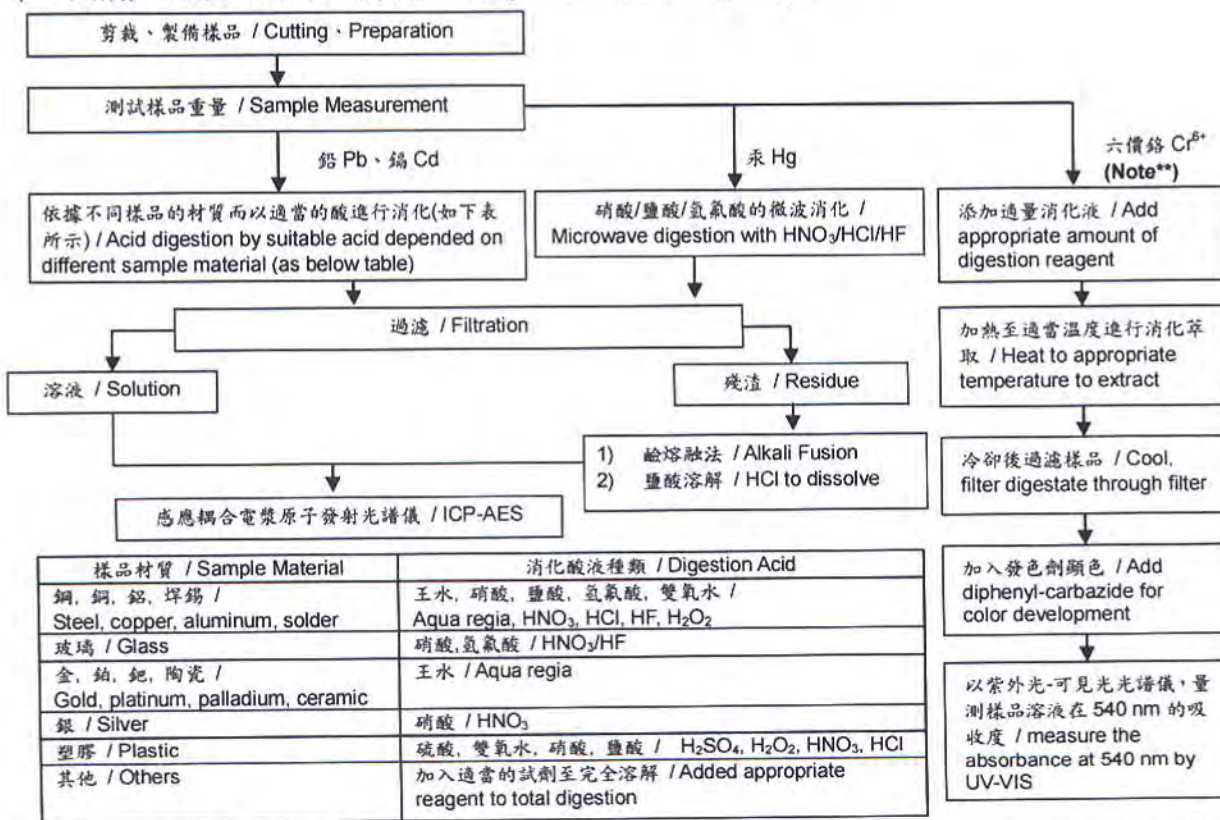 剪裁、製備樣品 / Cutting、Preparation
測試樣品重量 / Sample Measurement
鉛 Pb、鎘 Cd
汞 Hg
六價鉻 Cr⁶⁺
(Note**)
依據不同樣品的材質而以適當的酸進行消化(如下表
所示) / Acid digestion by suitable acid depended on
different sample material (as below table)
硝酸/鹽酸/氫氟酸的微波消化 /
Microwave digestion with HNO₃/HCl/HF
添加適量消化液 / Add
appropriate amount of
digestion reagent
過濾 / Filtration
加熱至適當溫度進行消化萃
取 / Heat to appropriate
temperature to extract
溶液 / Solution
殘渣 / Residue
1) 鹼熔融法 / Alkali Fusion
2) 鹽酸溶解 / HCl to dissolve
冷卻後過濾樣品 / Cool,
filter digestate through filter
感應耦合電漿原子發射光譜儀 / ICP-AES
加入發色劑顯色 / Add
diphenyl-carbazide for
color development
以紫外光-可見光光譜儀，量
測樣品溶液在 540 nm 的吸
收度 / measure the
absorbance at 540 nm by
UV-VIS
樣品材質 / Sample Material
消化酸液種類 / Digestion Acid
鋼, 銅, 鋁, 焊錫 /
Steel, copper, aluminum, solder
王水, 硝酸, 鹽酸, 氫氟酸, 雙氧水 /
Aqua regia, HNO₃, HCl, HF, H₂O₂
玻璃 / Glass
硝酸,氫氟酸 / HNO₃/HF
金, 鉑, 鈀, 陶瓷 /
Gold, platinum, palladium, ceramic
王水 / Aqua regia
銀 / Silver
硝酸 / HNO₃
塑膠 / Plastic
硫酸, 雙氧水, 硝酸, 鹽酸 / H₂SO₄, H₂O₂, HNO₃, HCl
其他 / Others
加入適當的試劑至完全溶解 / Added appropriate
reagent to total digestion